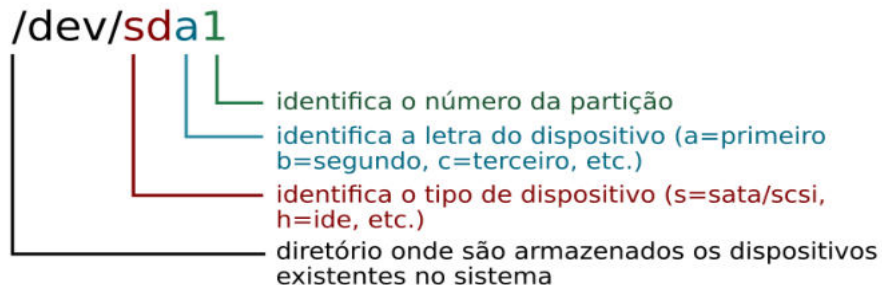 /dev/sda1
identifica o número da partição
identifica a letra do dispositivo (a=primeiro
b=segundo, c=terceiro, etc.)
identifica o tipo de dispositivo (s=sata/scsi,
h=ide, etc.)
diretório onde são armazenados os dispositivos
existentes no sistema